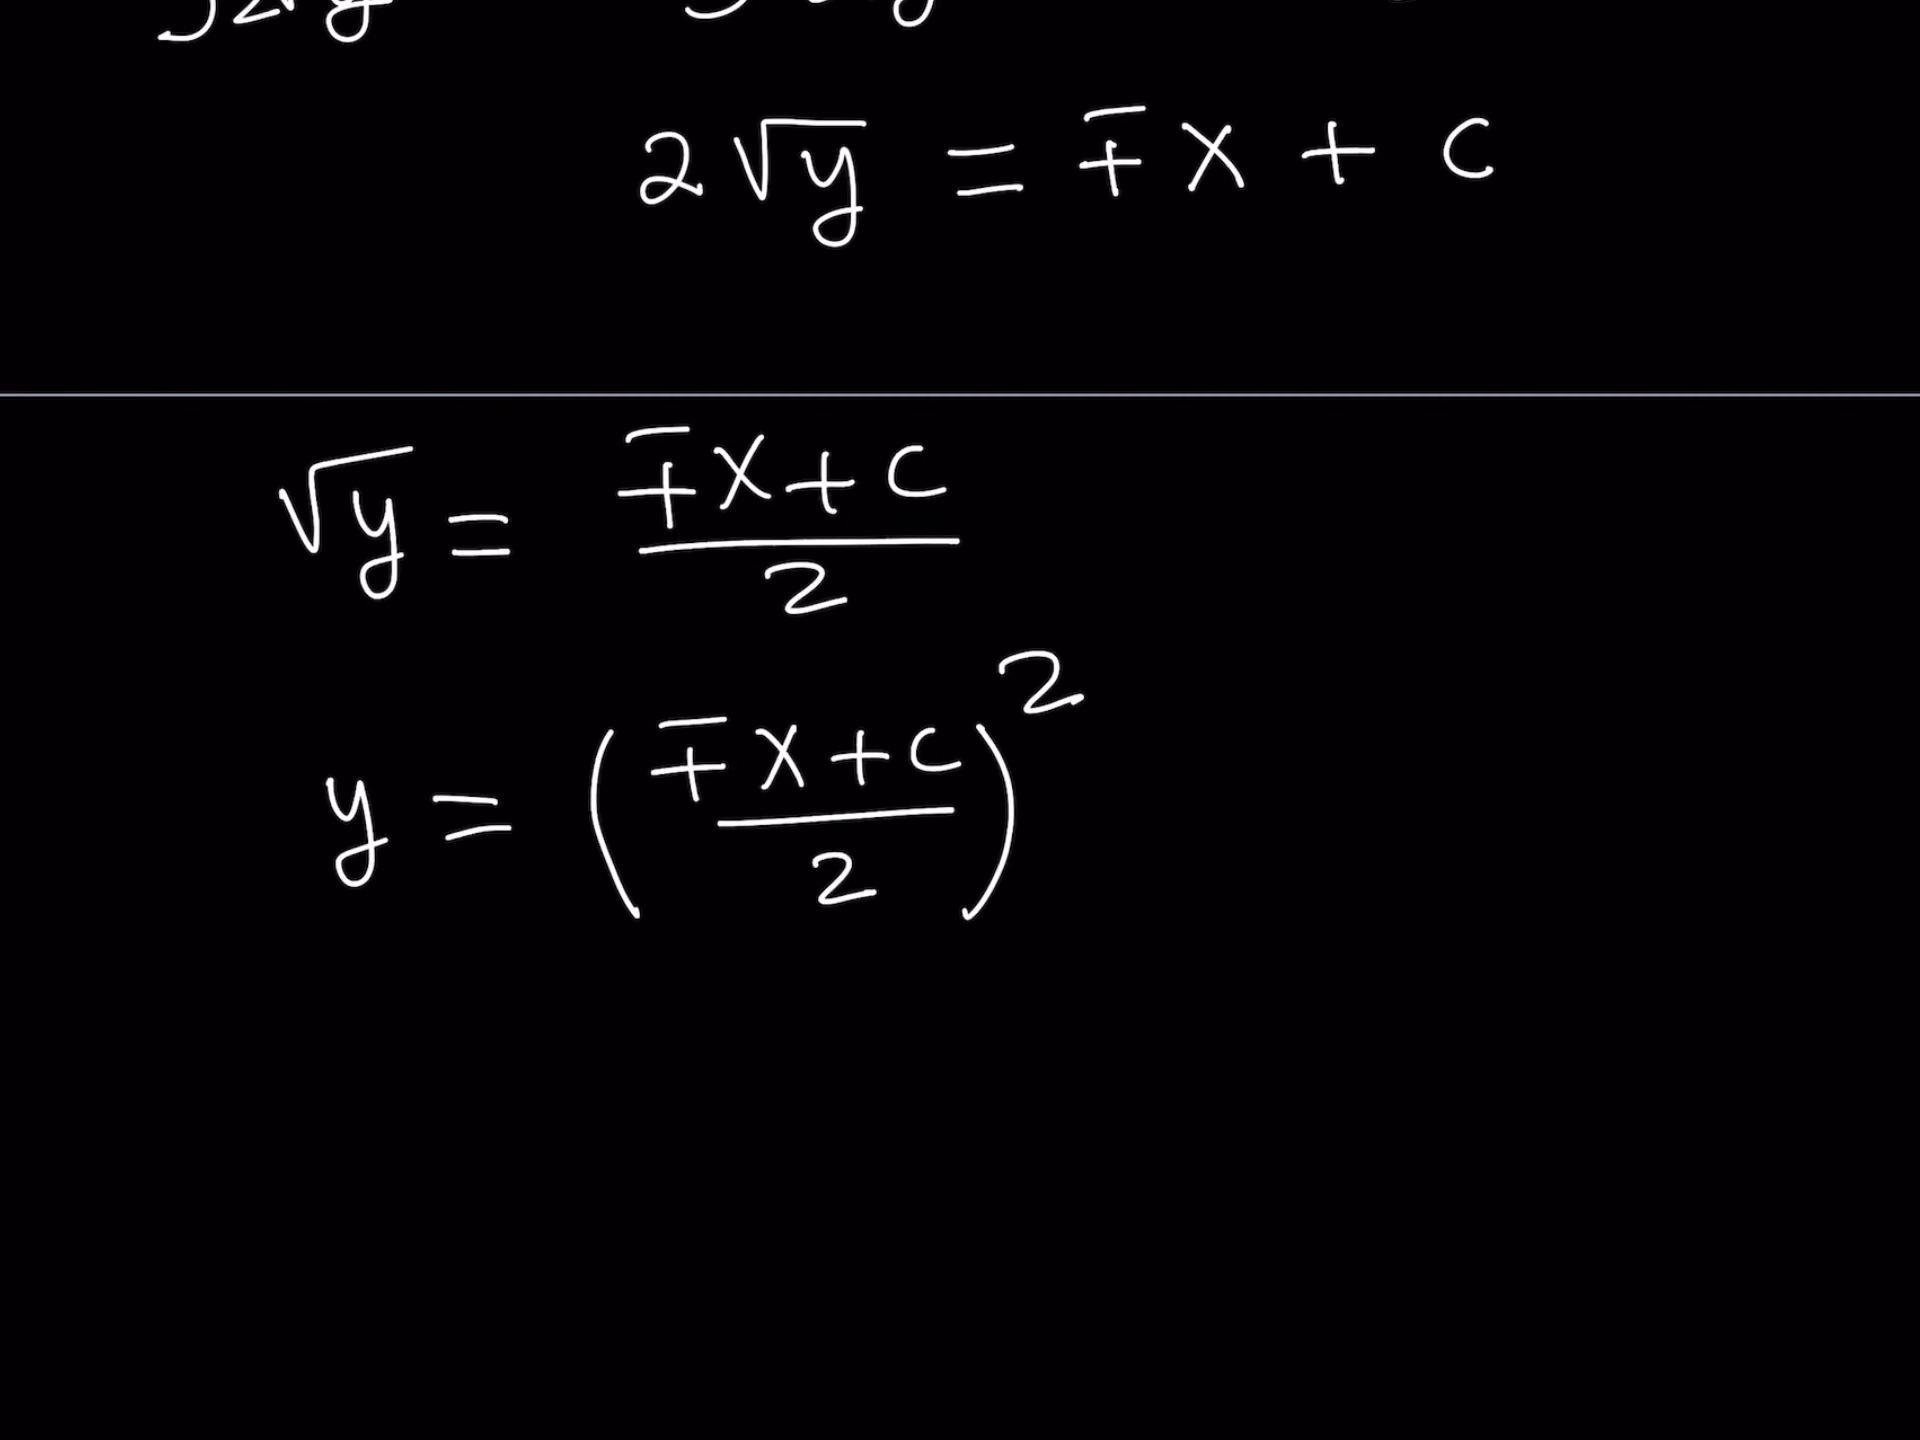 2√y = ∓x + c
√y = (∓x + c)/2
y = ((∓x + c)/2)²